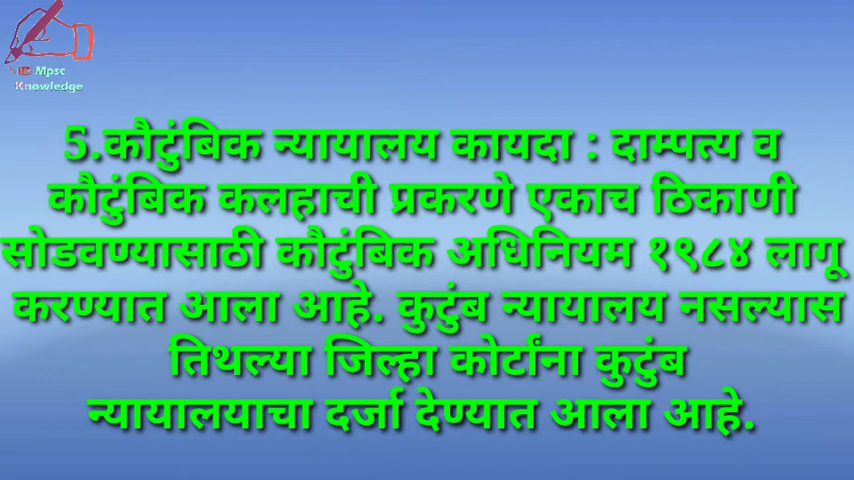 Mpsc
Knowledge
5.कौटुंबिक न्यायालय कायदा : दाम्पत्य व
कौटुंबिक कलहाची प्रकरणे एकाच ठिकाणी
सोडवण्यासाठी कौटुंबिक अधिनियम १९८४ लागू
करण्यात आला आहे. कुटुंब न्यायालय नसल्यास
तिथल्या जिल्हा कोर्टांना कुटुंब
न्यायालयाचा दर्जा देण्यात आला आहे.